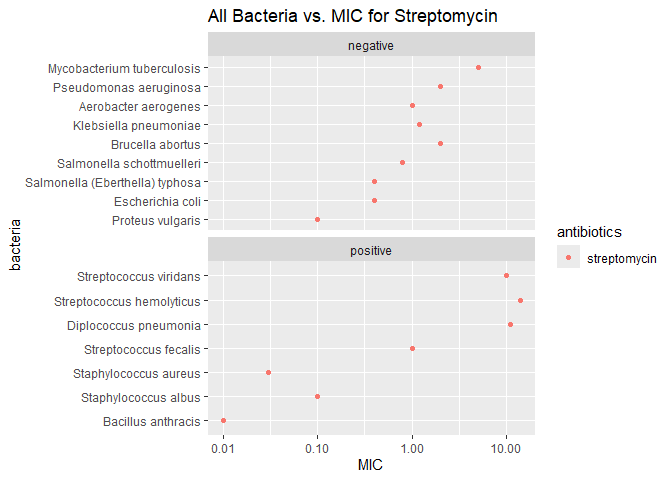 All Bacteria vs. MIC for Streptomycin
negative
Mycobacterium tuberculosis
Pseudomonas aeruginosa
Aerobacter aerogenes
Klebsiella pneumoniae
Brucella abortus
Salmonella schottmuelleri
Salmonella (Eberthella) typhosa
Escherichia coli
Proteus vulgaris
bacteria
positive
Streptococcus viridans
Streptococcus hemolyticus
Diplococcus pneumonia
Streptococcus fecalis
Staphylococcus aureus
Staphylococcus albus
Bacillus anthracis
0.01 0.10 1.00 10.00
MIC
antibiotics
streptomycin